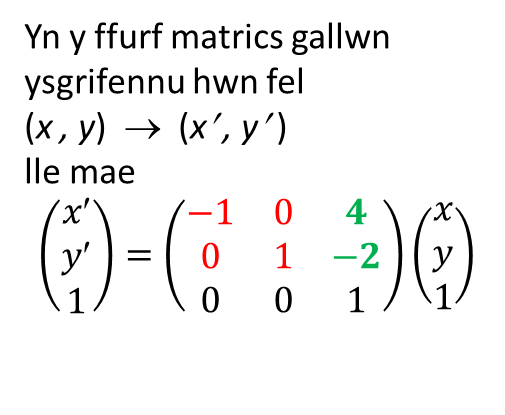 Yn y ffurf matrics gallwn
ysgrifennu hwn fel
(x , y) → (x′, y′)
lle mae
(x′) = (−1 0 4) (x)
(y′) (0 1 −2) (y)
(1) (0 0 1) (1)